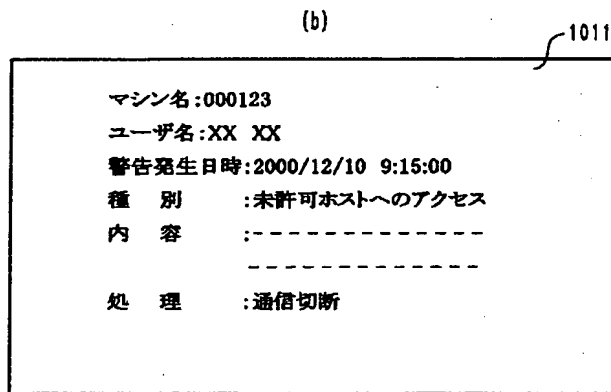 (b)
1011
マシン名:000123
ユーザ名:XX XX
警告発生日時:2000/12/10 9:15:00
種 別 :未許可ホストへのアクセス
内 容 :- - - - - - - - - - - - -
- - - - - - - - - - - - -
処 理 :通信切断